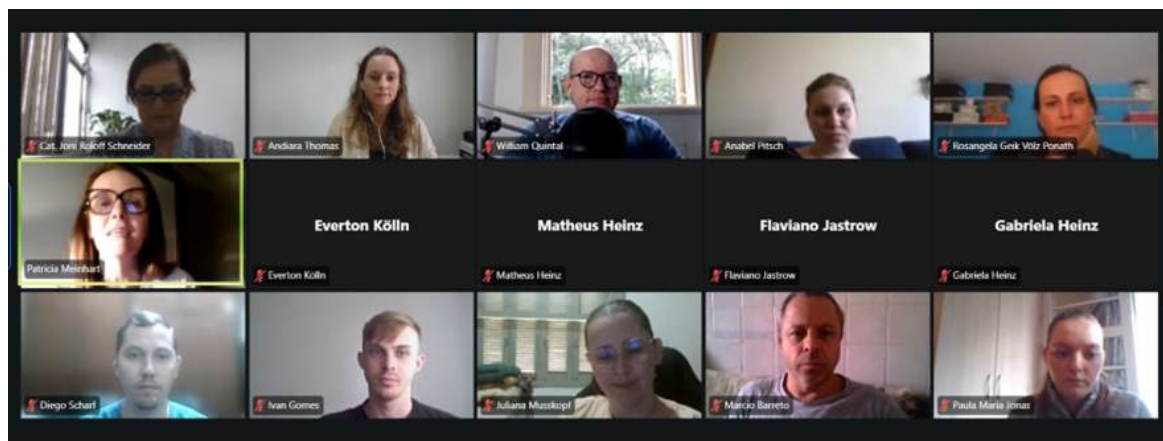 Cat. Joni Roloff Schneider
Andiara Thomas
William Quintal
Anabel Pitsch
Rosangela Geik Völz Ponath
Patricia Meinhart
Everton Kölln
Everton Kölln
Matheus Heinz
Matheus Heinz
Flaviano Jastrow
Flaviano Jastrow
Gabriela Heinz
Gabriela Heinz
Diego Scharf
Ivan Gomes
Juliana Musskopf
Marcio Barreto
Paula Maria Jonas